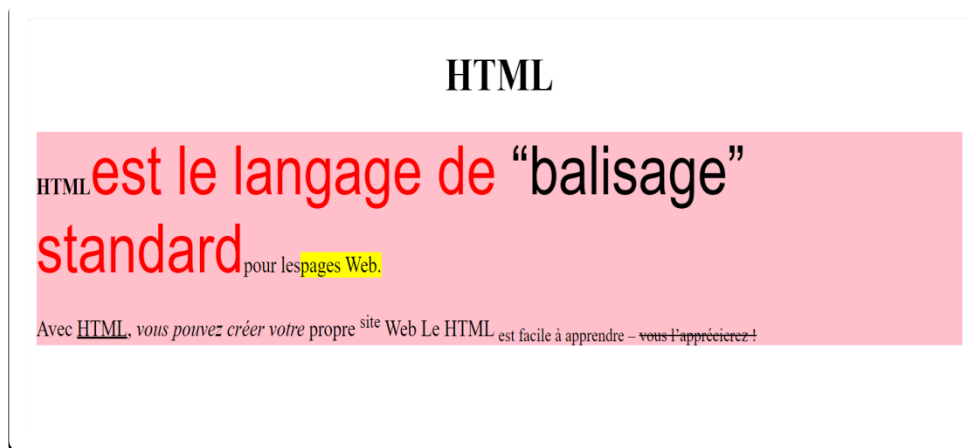 HTML
HTMLest le langage de “balisage”
standardpour lespages Web.
Avec HTML, vous pouvez créer votre propre site Web Le HTML est facile à apprendre – vous l’apprécierez !